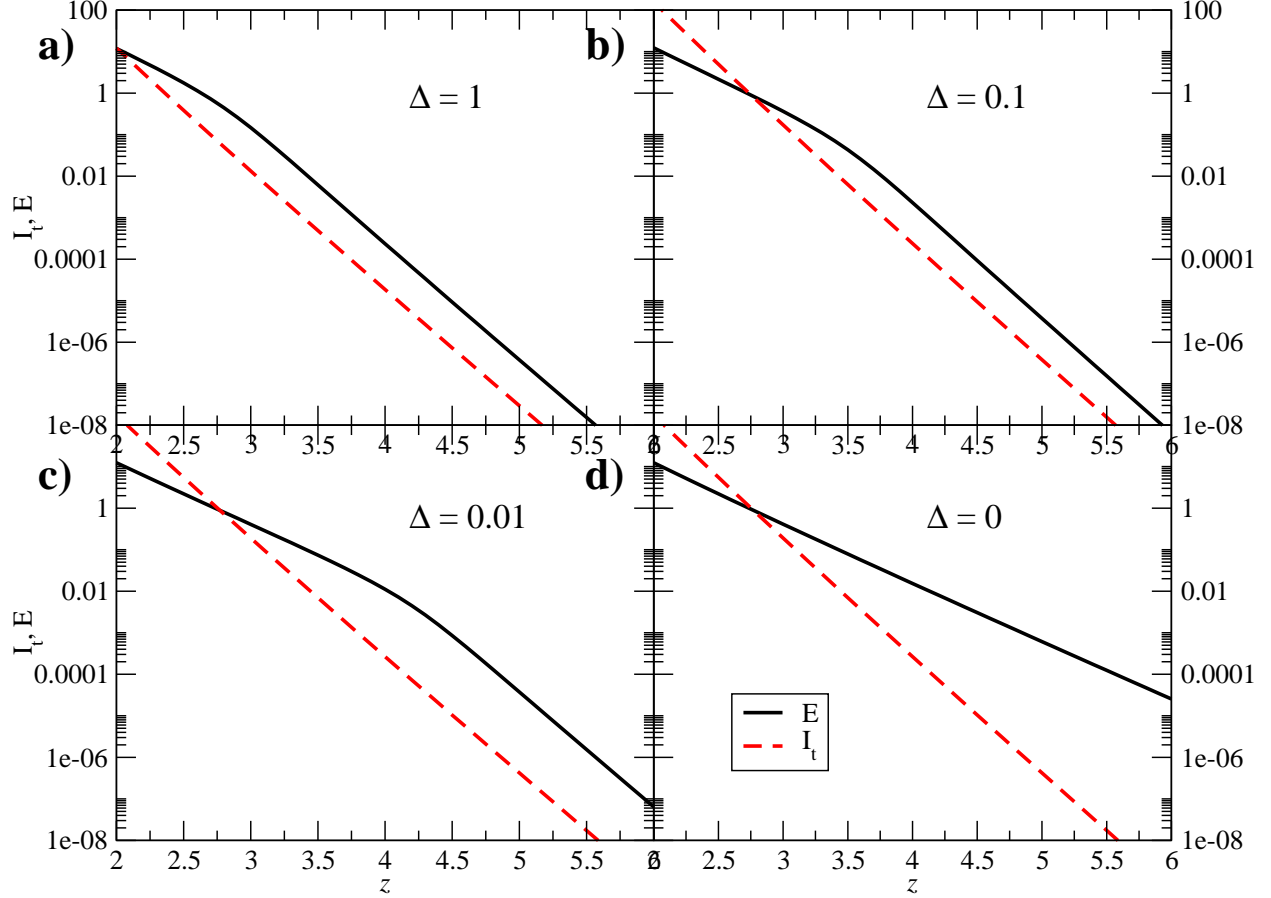 100
100
a)
b)
Δ = 1
Δ = 0.1
1
1
0.01
0.01
I_t, E
0.0001
0.0001
1e-06
1e-06
1e-08
1e-08
2 2.5 3 3.5 4 4.5 5 5.5 6
2 2.5 3 3.5 4 4.5 5 5.5 6
c)
d)
Δ = 0.01
Δ = 0
1
1
0.01
0.01
I_t, E
0.0001
0.0001
E
I_t
1e-06
1e-06
1e-08
1e-08
2 2.5 3 3.5 4 4.5 5 5.5 6
2 2.5 3 3.5 4 4.5 5 5.5 6
z
z